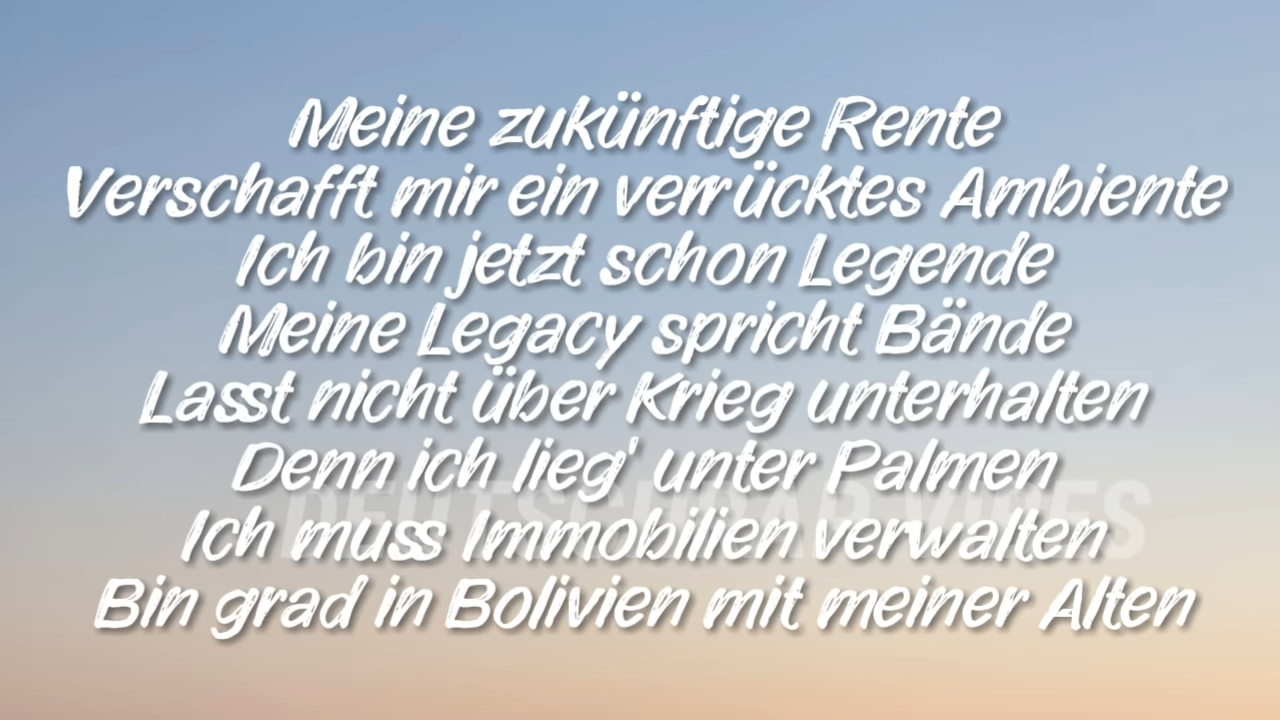 Meine zukünftige Rente
Verschafft mir ein verrücktes Ambiente
Ich bin jetzt schon Legende
Meine Legacy spricht Bände
Lasst nicht über Krieg unterhalten
Denn ich lieg' unter Palmen
Ich muss Immobilien verwalten
Bin grad in Bolivien mit meiner Alten
DEUTSCHRAP VIBES